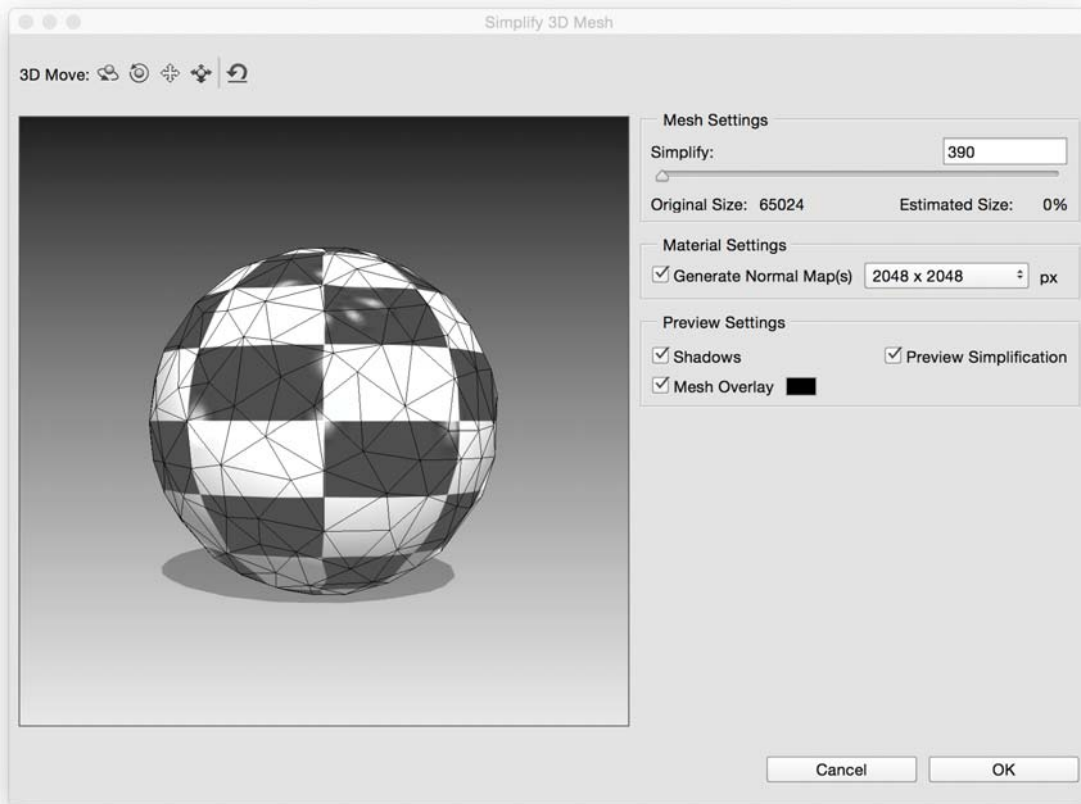 Simplify 3D Mesh
3D Move:
Mesh Settings
Simplify: 390
Original Size: 65024 Estimated Size: 0%
Material Settings
Generate Normal Map(s) 2048 x 2048 px
Preview Settings
Shadows Preview Simplification
Mesh Overlay
Cancel OK